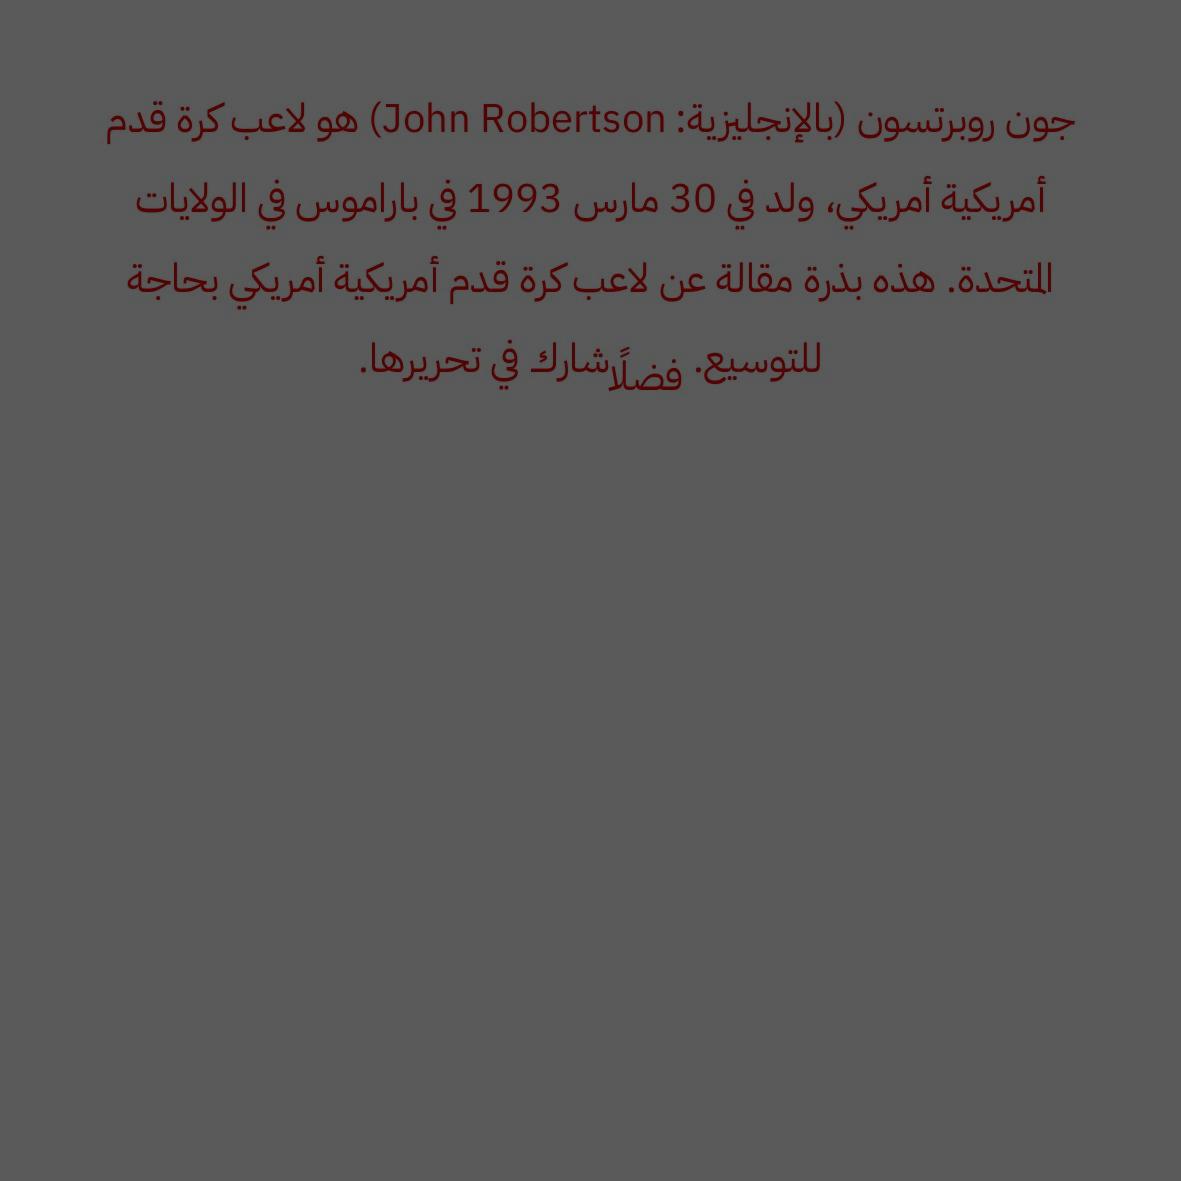 جون روبرتسون (بالإنجليزية: John Robertson) هو لاعب كرة قدم
أمريكية أمريكي، ولد في 30 مارس 1993 في باراموس في الولايات
المتحدة. هذه بذرة مقالة عن لاعب كرة قدم أمريكية أمريكي بحاجة
للتوسيع. فضلًا شارك في تحريرها.